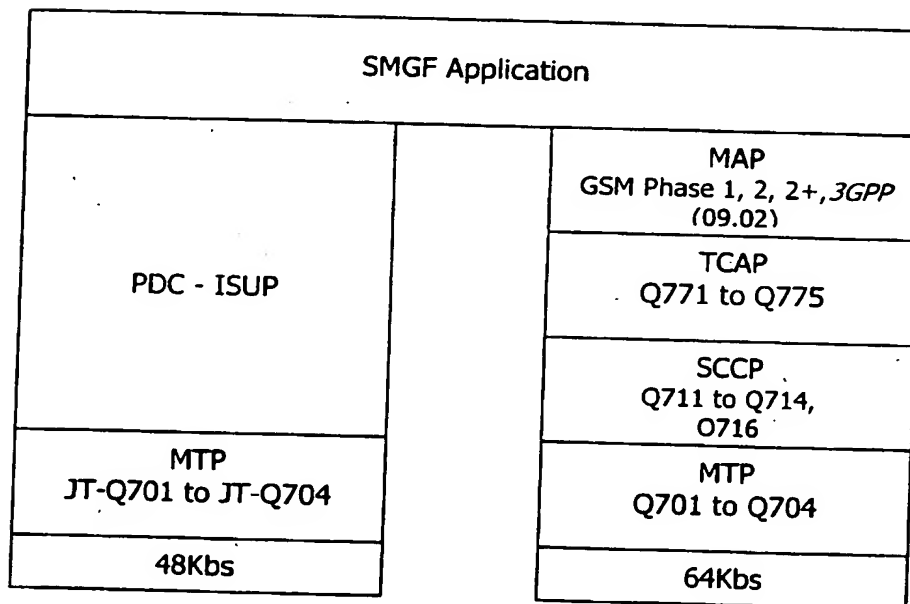 SMGF Application
PDC - ISUP
MTP
JT-Q701 to JT-Q704
48Kbs
MAP
GSM Phase 1, 2, 2+,3GPP
(09.02)
TCAP
Q771 to Q775
SCCP
Q711 to Q714,
O716
MTP
Q701 to Q704
64Kbs